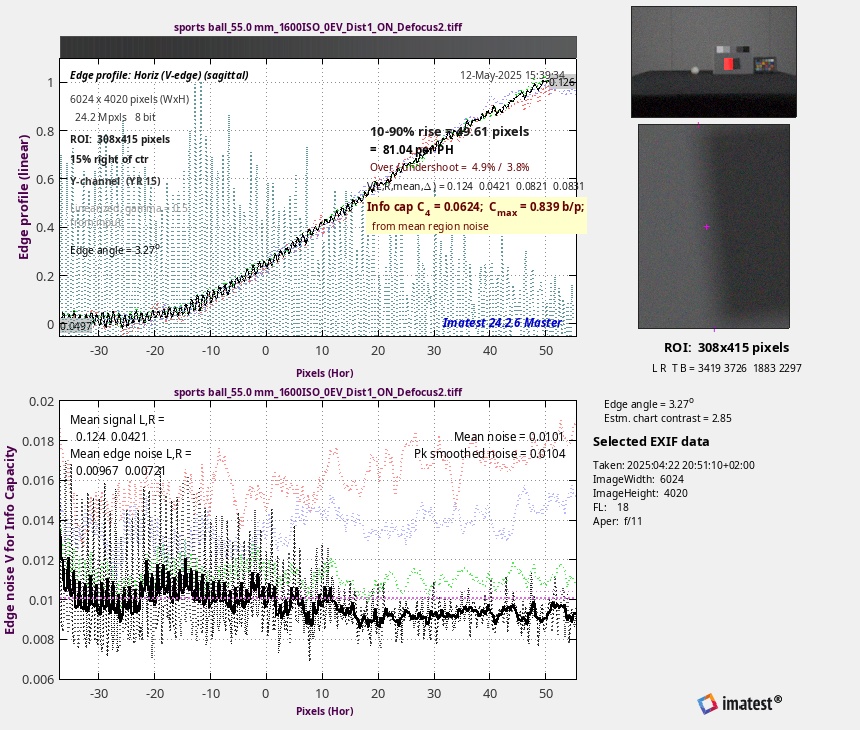 sports ball_55.0 mm_1600ISO_0EV_Dist1_ON_Defocus2.tiff
Edge profile: Horiz (V-edge) (sagittal)
12-May-2025 15:39:34
0.126
6024 x 4020 pixels (WxH)
24.2 Mpxls 8 bit
ROI: 308x415 pixels
15% right of ctr
Y-channel (YR 15)
gamma = 0.5
Edge angle = 3.27°
10-90% rise = 49.61 pixels
= 81.04 per PH
Over / undershoot = 4.9% / 3.8%
R,mean,Δ) = 0.124 0.0421 0.0821 0.0831
Info cap C4 = 0.0624; Cmax = 0.839 b/p;
from mean region noise
Imatest 24.2.6 Master
0.0497
Edge profile (linear)
1
0.8
0.6
0.4
0.2
0
-30 -20 -10 0 10 20 30 40 50
Pixels (Hor)
ROI: 308x415 pixels
L R T B = 3419 3726 1883 2297
sports ball_55.0 mm_1600ISO_0EV_Dist1_ON_Defocus2.tiff
Mean signal L,R =
0.124 0.0421
Mean edge noise L,R =
0.00967 0.00721
Mean noise = 0.0101
Pk smoothed noise = 0.0104
Edge noise V for Info Capacity
0.02
0.018
0.016
0.014
0.012
0.01
0.008
0.006
-30 -20 -10 0 10 20 30 40 50
Pixels (Hor)
Edge angle = 3.27°
Estm. chart contrast = 2.85
Selected EXIF data
Taken: 2025:04:22 20:51:10+02:00
ImageWidth: 6024
ImageHeight: 4020
FL: 18
Aper: f/11
imatest®